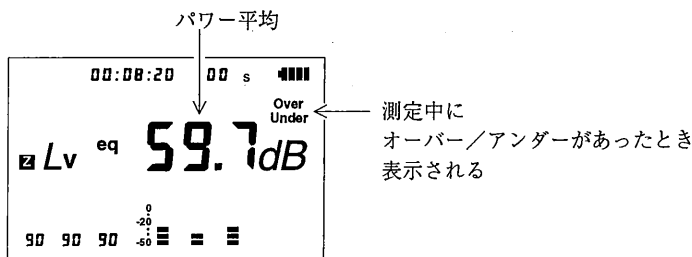 パワー平均
00:08:20 00 s
Over
Under
測定中に
オーバー／アンダーがあったとき
表示される
Z Lv eq 59.7dB
0
-20
-50
90 90 90